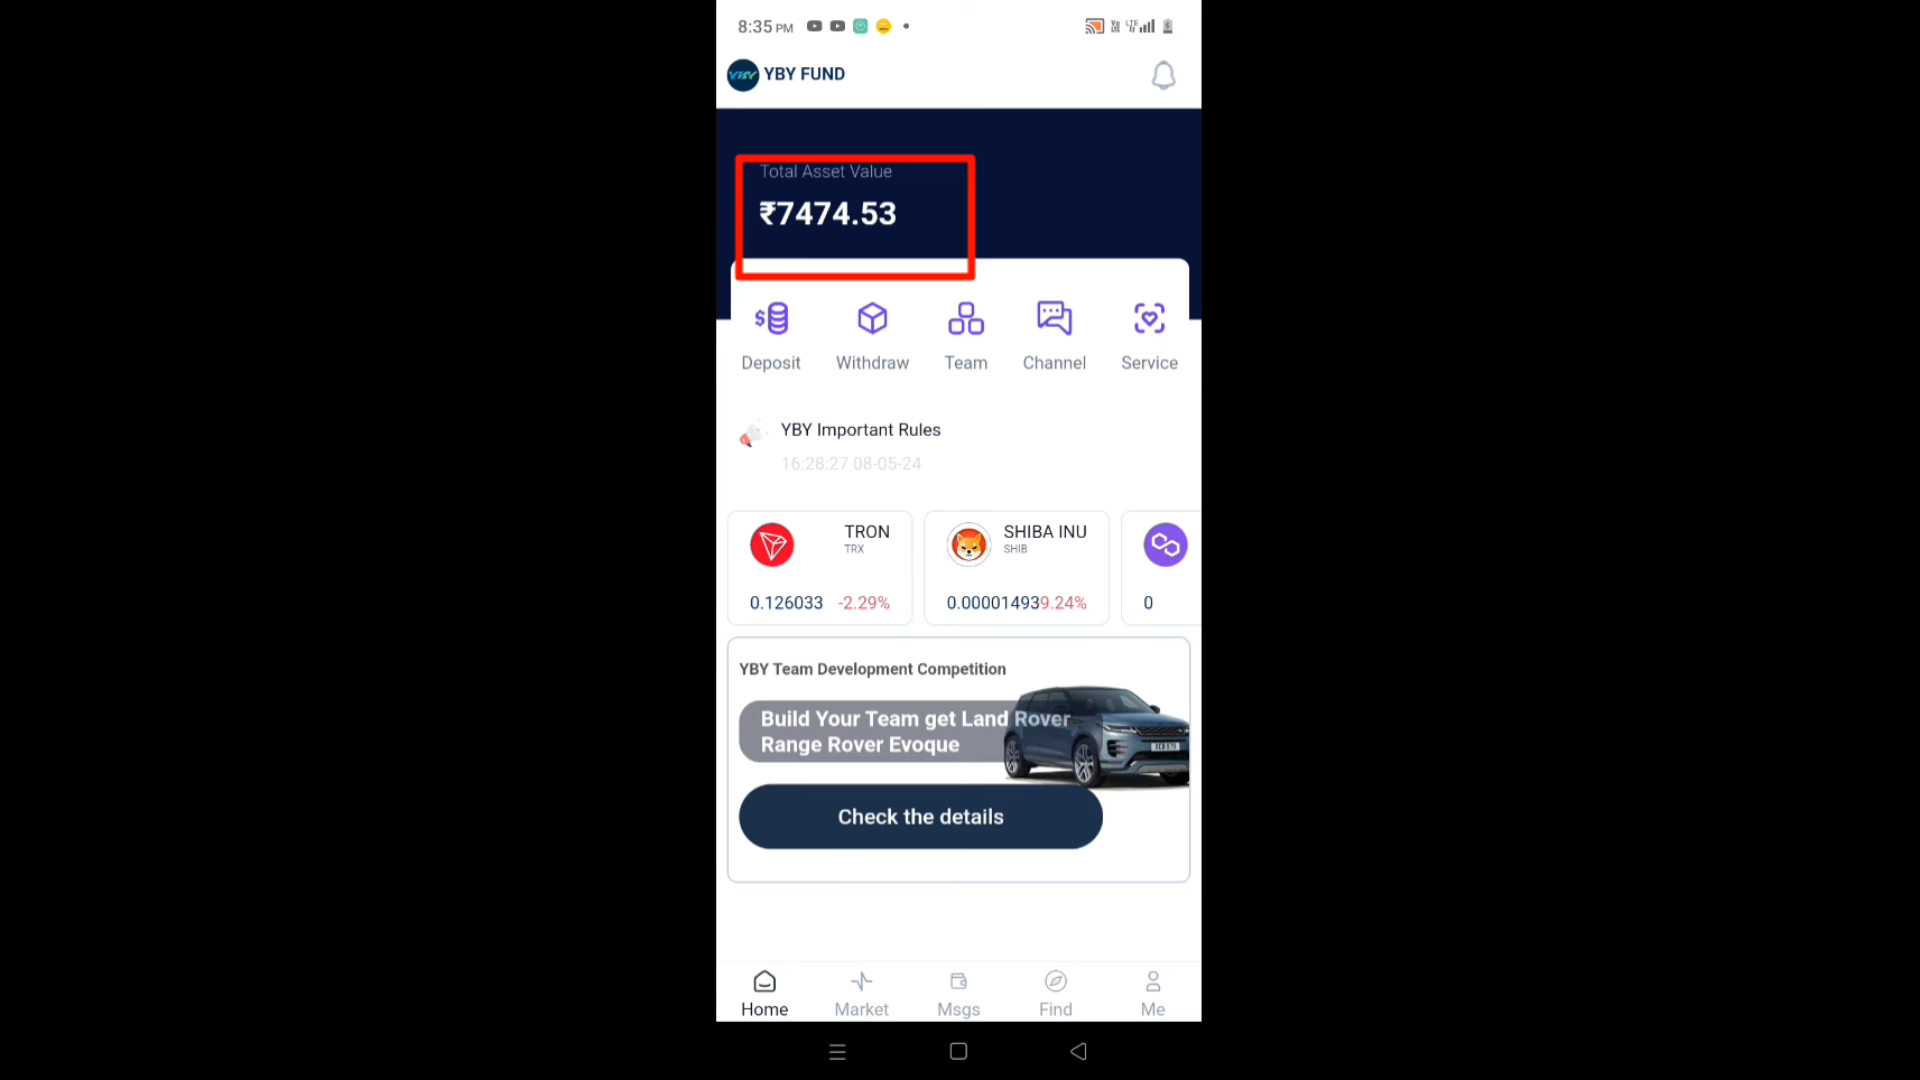 8:35 PM
YBY YBY FUND
Total Asset Value
₹7474.53
Deposit Withdraw Team Channel Service
YBY Important Rules
16:28:27 08-05-24
TRON SHIBA INU
TRX SHIB
0.126033 -2.29% 0.000014939.24% 0
YBY Team Development Competition
Build Your Team get Land Rover
Range Rover Evoque
Check the details
Home Market Msgs Find Me